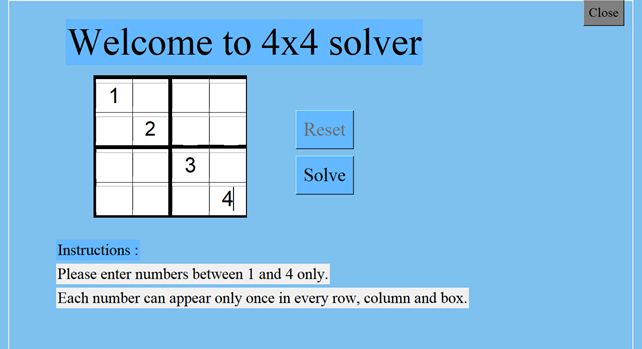 Close
Welcome to 4x4 solver
1
2
Reset
3
Solve
4
Instructions :
Please enter numbers between 1 and 4 only.
Each number can appear only once in every row, column and box.